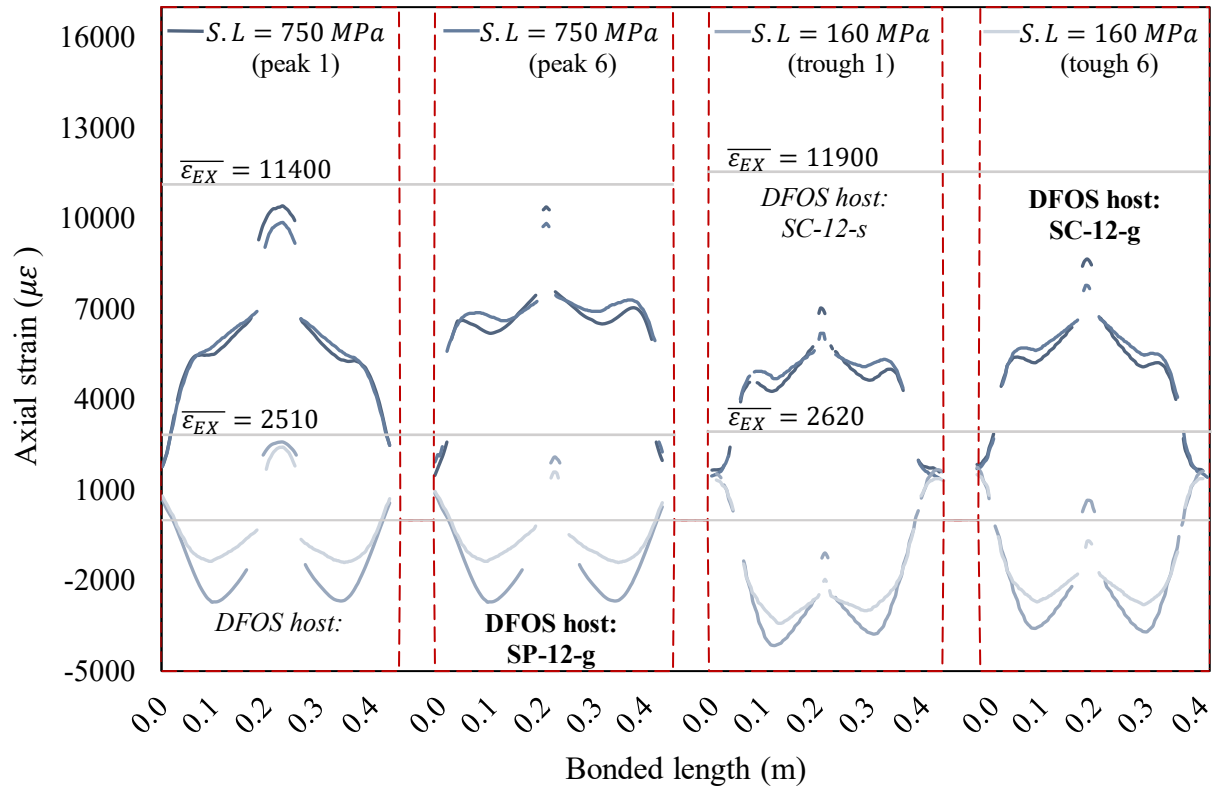 S.L = 750 MPa
(peak 1)
S.L = 750 MPa
(peak 6)
S.L = 160 MPa
(trough 1)
S.L = 160 MPa
(tough 6)
16000
13000
10000
7000
4000
1000
-2000
-5000
Axial strain (με)
ε_EX = 11400
ε_EX = 11900
DFOS host:
SC-12-s
DFOS host:
SC-12-g
ε_EX = 2510
ε_EX = 2620
DFOS host:
DFOS host:
SP-12-g
0.0 0.1 0.2 0.3 0.4 0.0 0.1 0.2 0.3 0.4 0.0 0.1 0.2 0.3 0.4 0.0 0.1 0.2 0.3 0.4
Bonded length (m)